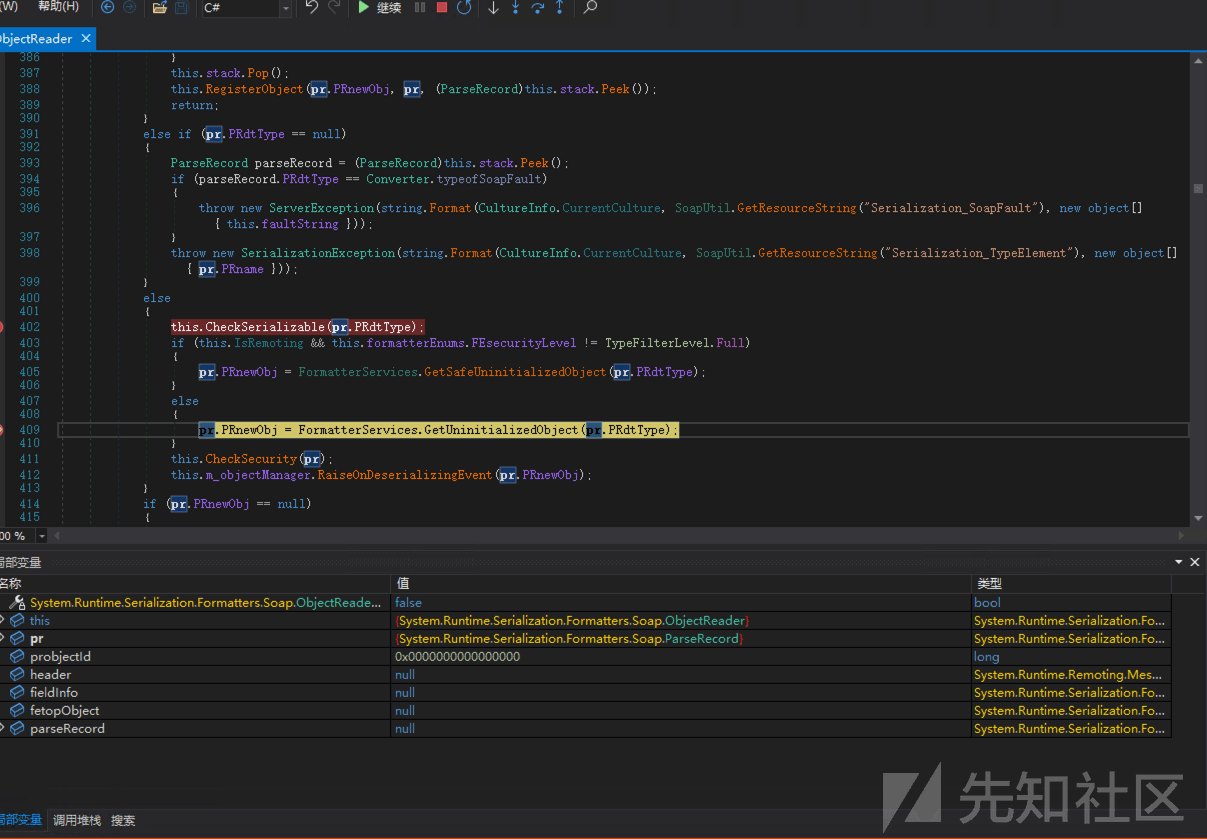 (W) 帮助(H) C# 继续
ObjectReader
386 }
387 this.stack.Pop();
388 this.RegisterObject(pr.PRnewObj, pr, (ParseRecord)this.stack.Peek());
389 return;
390 }
391 else if (pr.PRdtType == null)
392 {
393 ParseRecord parseRecord = (ParseRecord)this.stack.Peek();
394 if (parseRecord.PRdtType == Converter.typeofSoapFault)
395 {
396 throw new ServerException(string.Format(CultureInfo.CurrentCulture, SoapUtil.GetResourceString("Serialization_SoapFault"), new object[]
{ this.faultString }));
397 }
398 throw new SerializationException(string.Format(CultureInfo.CurrentCulture, SoapUtil.GetResourceString("Serialization_TypeElement"), new object[]
{ pr.PRname }));
399 }
400 else
401 {
402 this.CheckSerializable(pr.PRdtType);
403 if (this.IsRemoting && this.formatterEnums.FEsecurityLevel != TypeFilterLevel.Full)
404 {
405 pr.PRnewObj = FormatterServices.GetSafeUninitializedObject(pr.PRdtType);
406 }
407 else
408 {
409 pr.PRnewObj = FormatterServices.GetUninitializedObject(pr.PRdtType);
410 }
411 this.CheckSecurity(pr);
412 this.m_objectManager.RaiseOnDeserializingEvent(pr.PRnewObj);
413 }
414 if (pr.PRnewObj == null)
415 {
00 %
局部变量
名称 值 类型
System.Runtime.Serialization.Formatters.Soap.ObjectReade... false bool
this {System.Runtime.Serialization.Formatters.Soap.ObjectReader} System.Runtime.Serialization.Fo...
pr {System.Runtime.Serialization.Formatters.Soap.ParseRecord} System.Runtime.Serialization.Fo...
probjectId 0x0000000000000000 long
header null System.Runtime.Remoting.Mes...
fieldInfo null System.Runtime.Serialization.Fo...
fetopObject null System.Runtime.Serialization.Fo...
parseRecord null System.Runtime.Serialization.Fo...
局部变量 调用堆栈 搜索
先知社区